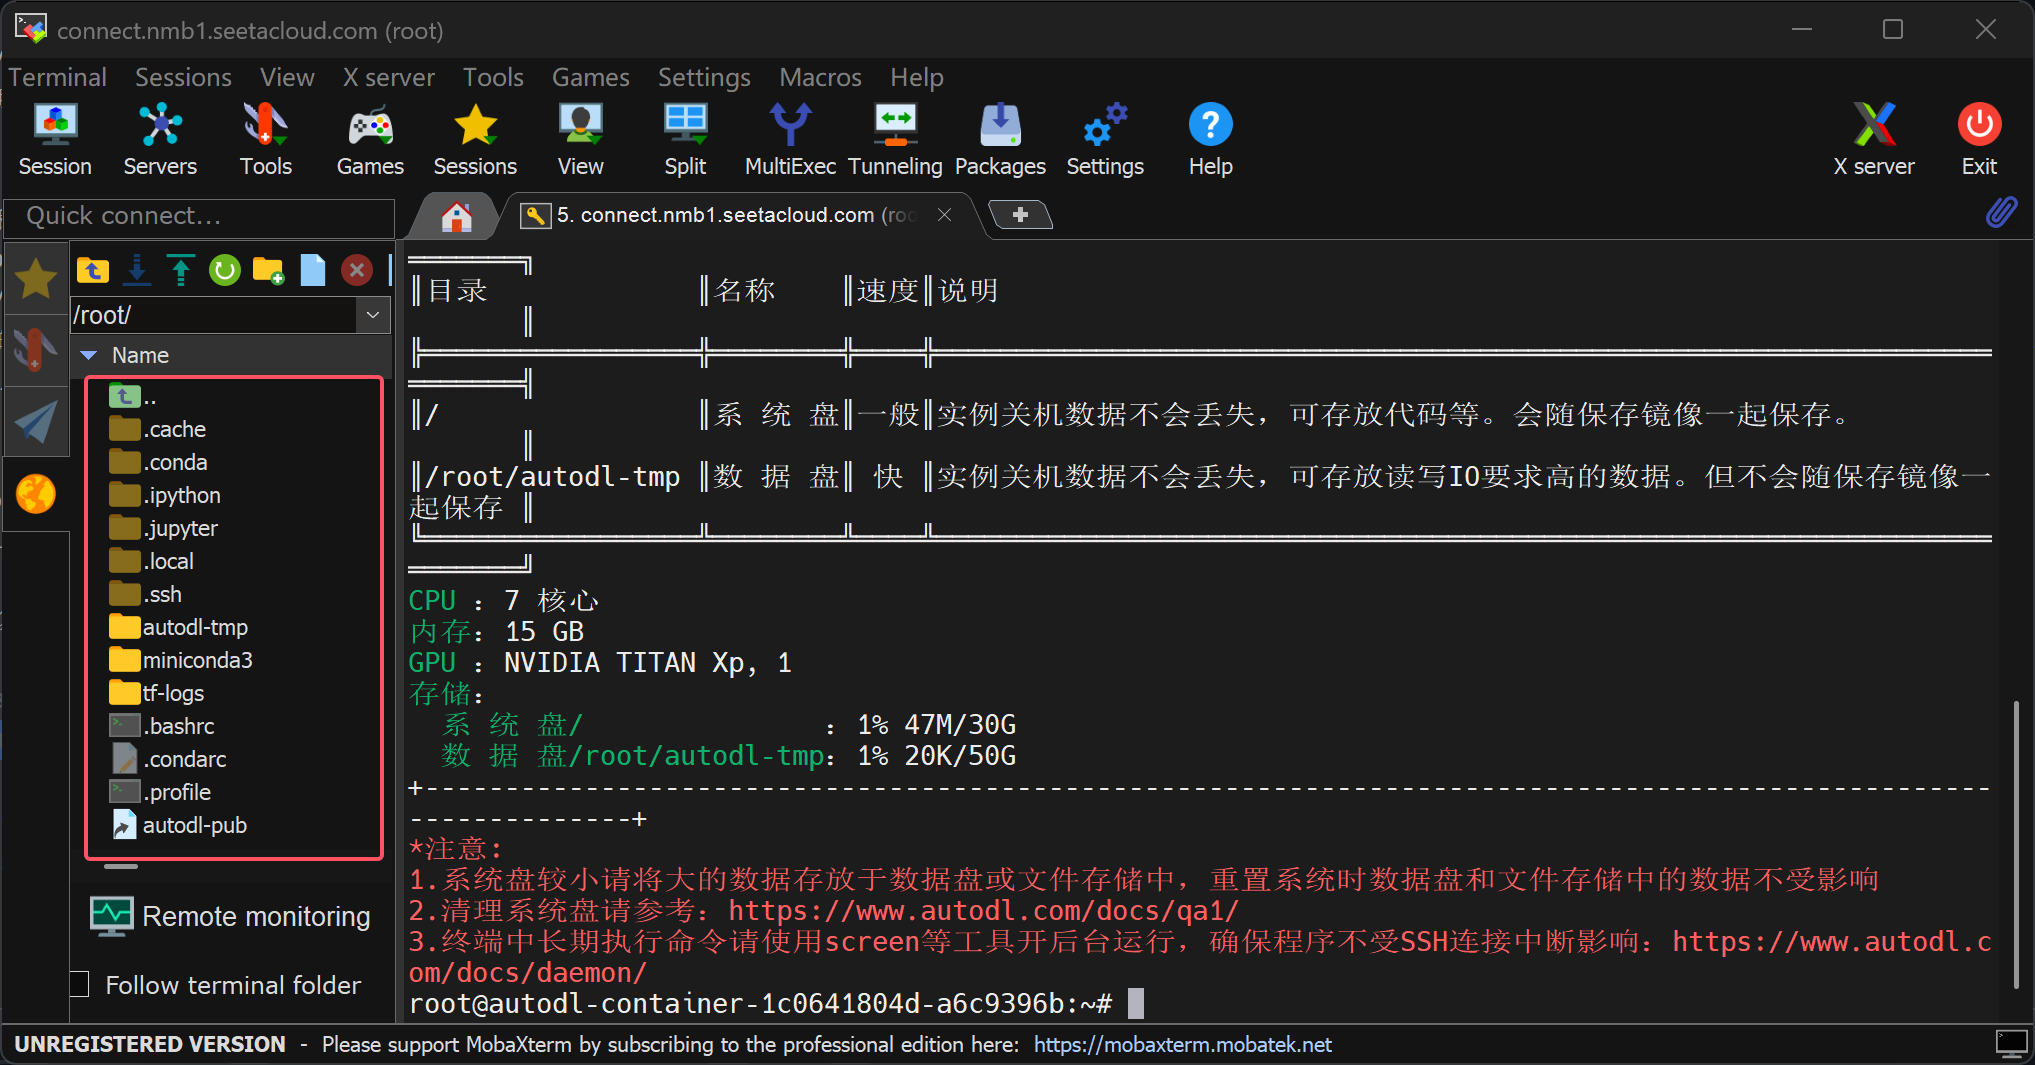 connect.nmb1.seetacloud.com (root)
Terminal Sessions View X server Tools Games Settings Macros Help
Session Servers Tools Games Sessions View Split MultiExec Tunneling Packages Settings Help X server Exit
Quick connect...
5. connect.nmb1.seetacloud.com (roo
/root/
Name
..
.cache
.conda
.ipython
.jupyter
.local
.ssh
autodl-tmp
miniconda3
tf-logs
.bashrc
.condarc
.profile
autodl-pub
Remote monitoring
Follow terminal folder
═══════╗
║目录 ║名称 ║速度║说明
║
╠═════════════════╬════════╬════╬══════════════════════════════════════════════════════════════════
═══════╣
║/ ║系 统 盘║一般║实例关机数据不会丢失，可存放代码等。会随保存镜像一起保存。
║
║/root/autodl-tmp ║数 据 盘║ 快 ║实例关机数据不会丢失，可存放读写IO要求高的数据。但不会随保存镜像一
起保存 ║
╚═════════════════╩════════╩════╩══════════════════════════════════════════════════════════════════
═══════╝
CPU ：7 核心
内存：15 GB
GPU ：NVIDIA TITAN Xp, 1
存储：
系 统 盘/ ：1% 47M/30G
数 据 盘/root/autodl-tmp：1% 20K/50G
+--------------------------------------------------------------------------------------------------
--------------+
*注意:
1.系统盘较小请将大的数据存放于数据盘或文件存储中，重置系统时数据盘和文件存储中的数据不受影响
2.清理系统盘请参考：https://www.autodl.com/docs/qa1/
3.终端中长期执行命令请使用screen等工具开后台运行，确保程序不受SSH连接中断影响：https://www.autodl.c
om/docs/daemon/
root@autodl-container-1c0641804d-a6c9396b:~#
UNREGISTERED VERSION - Please support MobaXterm by subscribing to the professional edition here: https://mobaxterm.mobatek.net